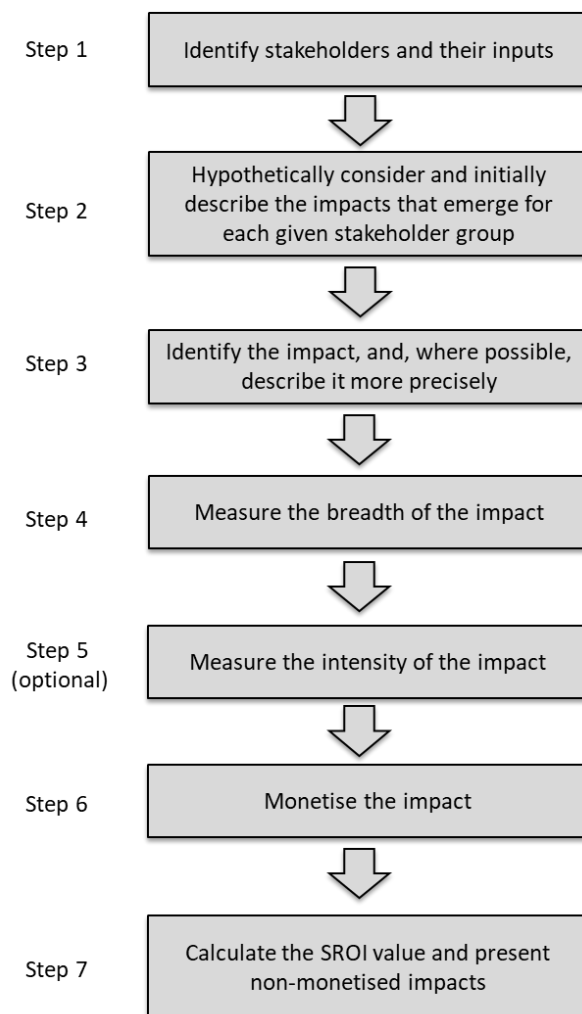 Step 1
Identify stakeholders and their inputs
Step 2
Hypothetically consider and initially
describe the impacts that emerge for
each given stakeholder group
Step 3
Identify the impact, and, where possible,
describe it more precisely
Step 4
Measure the breadth of the impact
Step 5
(optional)
Measure the intensity of the impact
Step 6
Monetise the impact
Step 7
Calculate the SROI value and present
non-monetised impacts